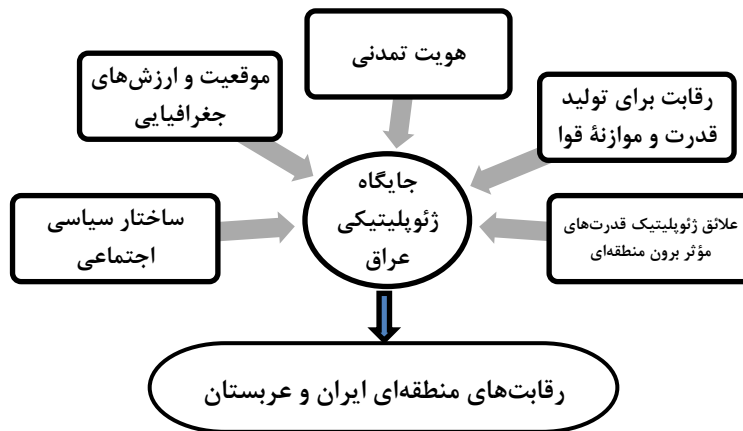 هویت تمدنی
موقعیت و ارزش‌های
جغرافیایی
رقابت برای تولید
قدرت و موازنۀ قوا
جایگاه
ژئوپلیتیکی
عراق
ساختار سیاسی
اجتماعی
علائق ژئوپلیتیک قدرت‌های
مؤثر برون منطقه‌ای
رقابت‌های منطقه‌ای ایران و عربستان